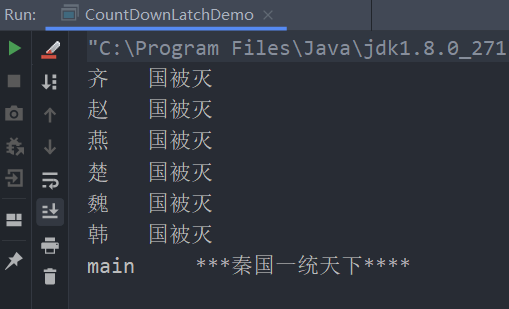 Run: CountDownLatchDemo ×
"C:\Program Files\Java\jdk1.8.0_271
齐 国被灭
赵 国被灭
燕 国被灭
楚 国被灭
魏 国被灭
韩 国被灭
main ***秦国一统天下****